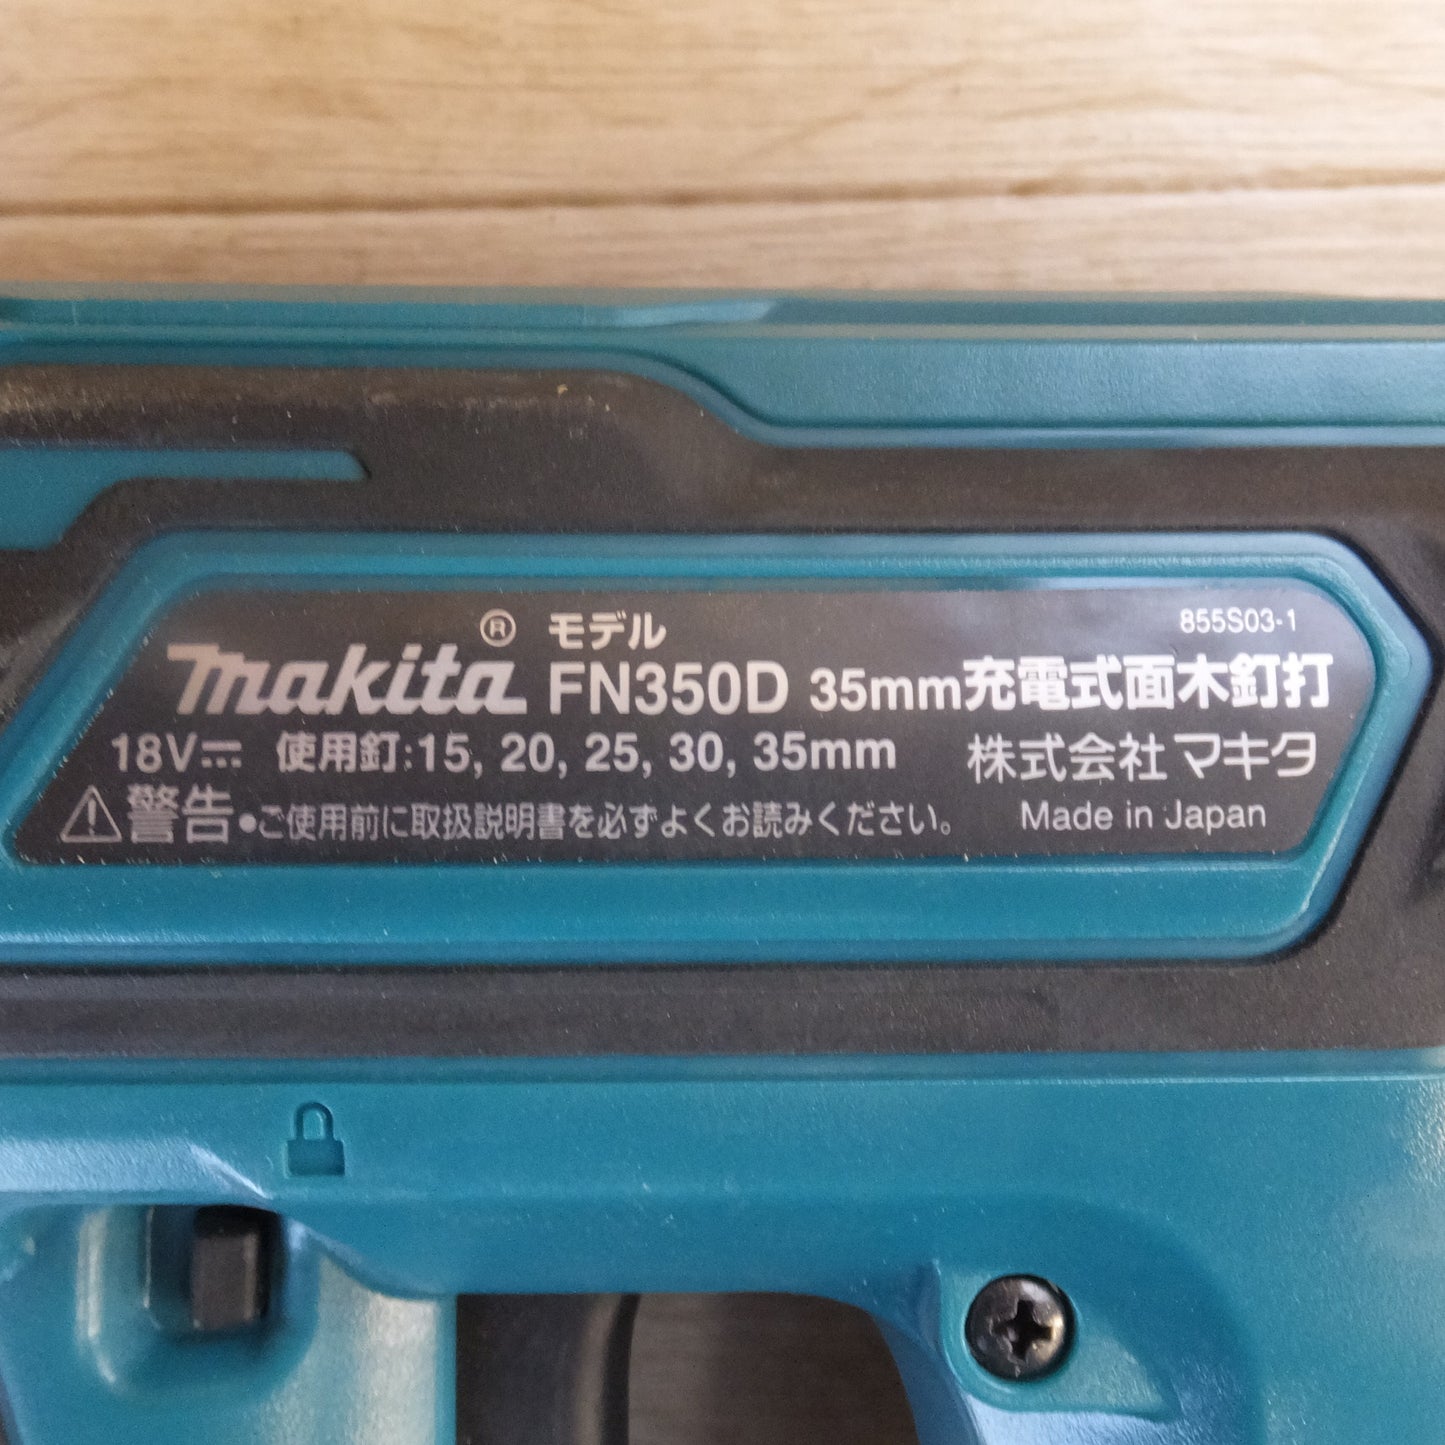 855S03-1
makita® モデル
FN350D 35mm充電式面木釘打
18V⎓ 使用釘:15, 20, 25, 30, 35mm 株式会社マキタ
⚠警告 •ご使用前に取扱説明書を必ずよくお読みください。 Made in Japan